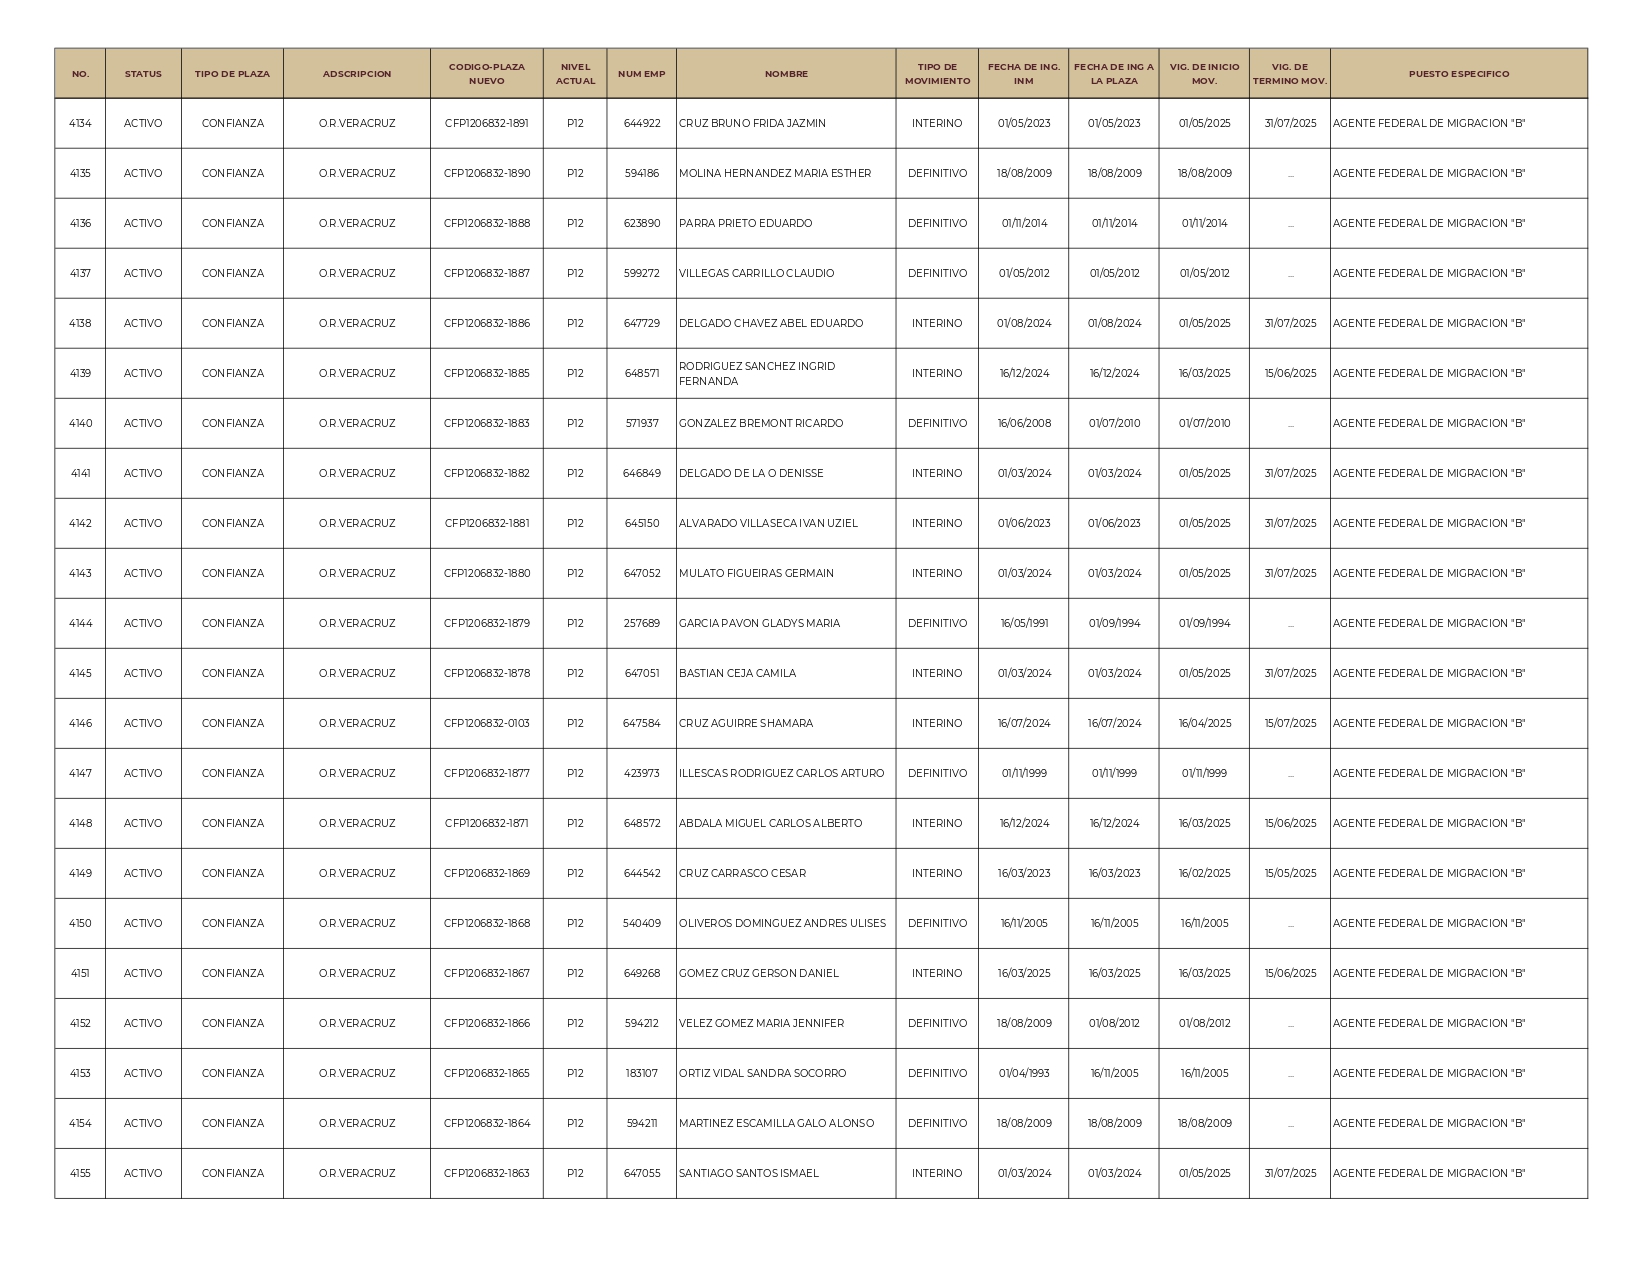 NO. STATUS TIPO DE PLAZA ADSCRIPCION CODIGO-PLAZA NUEVO NIVEL ACTUAL NUM EMP NOMBRE TIPO DE MOVIMIENTO FECHA DE ING. INM FECHA DE ING A LA PLAZA VIG. DE INICIO MOV. VIG. DE TERMINO MOV. PUESTO ESPECIFICO
4134 ACTIVO CONFIANZA O.R.VERACRUZ CFP1206832-1891 P12 644922 CRUZ BRUNO FRIDA JAZMIN INTERINO 01/05/2023 01/05/2023 01/05/2025 31/07/2025 AGENTE FEDERAL DE MIGRACION "B"
4135 ACTIVO CONFIANZA O.R.VERACRUZ CFP1206832-1890 P12 594186 MOLINA HERNANDEZ MARIA ESTHER DEFINITIVO 18/08/2009 18/08/2009 18/08/2009 ... AGENTE FEDERAL DE MIGRACION "B"
4136 ACTIVO CONFIANZA O.R.VERACRUZ CFP1206832-1888 P12 623890 PARRA PRIETO EDUARDO DEFINITIVO 01/11/2014 01/11/2014 01/11/2014 ... AGENTE FEDERAL DE MIGRACION "B"
4137 ACTIVO CONFIANZA O.R.VERACRUZ CFP1206832-1887 P12 599272 VILLEGAS CARRILLO CLAUDIO DEFINITIVO 01/05/2012 01/05/2012 01/05/2012 ... AGENTE FEDERAL DE MIGRACION "B"
4138 ACTIVO CONFIANZA O.R.VERACRUZ CFP1206832-1886 P12 647729 DELGADO CHAVEZ ABEL EDUARDO INTERINO 01/08/2024 01/08/2024 01/05/2025 31/07/2025 AGENTE FEDERAL DE MIGRACION "B"
4139 ACTIVO CONFIANZA O.R.VERACRUZ CFP1206832-1885 P12 648571 RODRIGUEZ SANCHEZ INGRID FERNANDA INTERINO 16/12/2024 16/12/2024 16/03/2025 15/06/2025 AGENTE FEDERAL DE MIGRACION "B"
4140 ACTIVO CONFIANZA O.R.VERACRUZ CFP1206832-1883 P12 571937 GONZALEZ BREMONT RICARDO DEFINITIVO 16/06/2008 01/07/2010 01/07/2010 ... AGENTE FEDERAL DE MIGRACION "B"
4141 ACTIVO CONFIANZA O.R.VERACRUZ CFP1206832-1882 P12 646849 DELGADO DE LA O DENISSE INTERINO 01/03/2024 01/03/2024 01/05/2025 31/07/2025 AGENTE FEDERAL DE MIGRACION "B"
4142 ACTIVO CONFIANZA O.R.VERACRUZ CFP1206832-1881 P12 645150 ALVARADO VILLASECA IVAN UZIEL INTERINO 01/06/2023 01/06/2023 01/05/2025 31/07/2025 AGENTE FEDERAL DE MIGRACION "B"
4143 ACTIVO CONFIANZA O.R.VERACRUZ CFP1206832-1880 P12 647052 MULATO FIGUEIRAS GERMAIN INTERINO 01/03/2024 01/03/2024 01/05/2025 31/07/2025 AGENTE FEDERAL DE MIGRACION "B"
4144 ACTIVO CONFIANZA O.R.VERACRUZ CFP1206832-1879 P12 257689 GARCIA PAVON GLADYS MARIA DEFINITIVO 16/05/1991 01/09/1994 01/09/1994 ... AGENTE FEDERAL DE MIGRACION "B"
4145 ACTIVO CONFIANZA O.R.VERACRUZ CFP1206832-1878 P12 647051 BASTIAN CEJA CAMILA INTERINO 01/03/2024 01/03/2024 01/05/2025 31/07/2025 AGENTE FEDERAL DE MIGRACION "B"
4146 ACTIVO CONFIANZA O.R.VERACRUZ CFP1206832-0103 P12 647584 CRUZ AGUIRRE SHAMARA INTERINO 16/07/2024 16/07/2024 16/04/2025 15/07/2025 AGENTE FEDERAL DE MIGRACION "B"
4147 ACTIVO CONFIANZA O.R.VERACRUZ CFP1206832-1877 P12 423973 ILLESCAS RODRIGUEZ CARLOS ARTURO DEFINITIVO 01/11/1999 01/11/1999 01/11/1999 ... AGENTE FEDERAL DE MIGRACION "B"
4148 ACTIVO CONFIANZA O.R.VERACRUZ CFP1206832-1871 P12 648572 ABDALA MIGUEL CARLOS ALBERTO INTERINO 16/12/2024 16/12/2024 16/03/2025 15/06/2025 AGENTE FEDERAL DE MIGRACION "B"
4149 ACTIVO CONFIANZA O.R.VERACRUZ CFP1206832-1869 P12 644542 CRUZ CARRASCO CESAR INTERINO 16/03/2023 16/03/2023 16/02/2025 15/05/2025 AGENTE FEDERAL DE MIGRACION "B"
4150 ACTIVO CONFIANZA O.R.VERACRUZ CFP1206832-1868 P12 540409 OLIVEROS DOMINGUEZ ANDRES ULISES DEFINITIVO 16/11/2005 16/11/2005 16/11/2005 ... AGENTE FEDERAL DE MIGRACION "B"
4151 ACTIVO CONFIANZA O.R.VERACRUZ CFP1206832-1867 P12 649268 GOMEZ CRUZ GERSON DANIEL INTERINO 16/03/2025 16/03/2025 16/03/2025 15/06/2025 AGENTE FEDERAL DE MIGRACION "B"
4152 ACTIVO CONFIANZA O.R.VERACRUZ CFP1206832-1866 P12 594212 VELEZ GOMEZ MARIA JENNIFER DEFINITIVO 18/08/2009 01/08/2012 01/08/2012 ... AGENTE FEDERAL DE MIGRACION "B"
4153 ACTIVO CONFIANZA O.R.VERACRUZ CFP1206832-1865 P12 183107 ORTIZ VIDAL SANDRA SOCORRO DEFINITIVO 01/04/1993 16/11/2005 16/11/2005 ... AGENTE FEDERAL DE MIGRACION "B"
4154 ACTIVO CONFIANZA O.R.VERACRUZ CFP1206832-1864 P12 594211 MARTINEZ ESCAMILLA GALO ALONSO DEFINITIVO 18/08/2009 18/08/2009 18/08/2009 ... AGENTE FEDERAL DE MIGRACION "B"
4155 ACTIVO CONFIANZA O.R.VERACRUZ CFP1206832-1863 P12 647055 SANTIAGO SANTOS ISMAEL INTERINO 01/03/2024 01/03/2024 01/05/2025 31/07/2025 AGENTE FEDERAL DE MIGRACION "B"